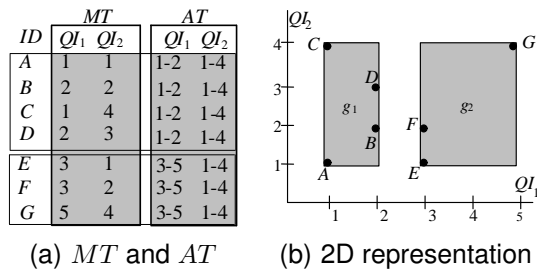 MT AT
ID QI1 QI2 QI1 QI2
A 1 1 1-2 1-4
B 2 2 1-2 1-4
C 1 4 1-2 1-4
D 2 3 1-2 1-4
E 3 1 3-5 1-4
F 3 2 3-5 1-4
G 5 4 3-5 1-4
(a) MT and AT
QI2
4 C G
3 D
g1 g2
2 B F
1
A E
QI1
1 2 3 4 5
(b) 2D representation